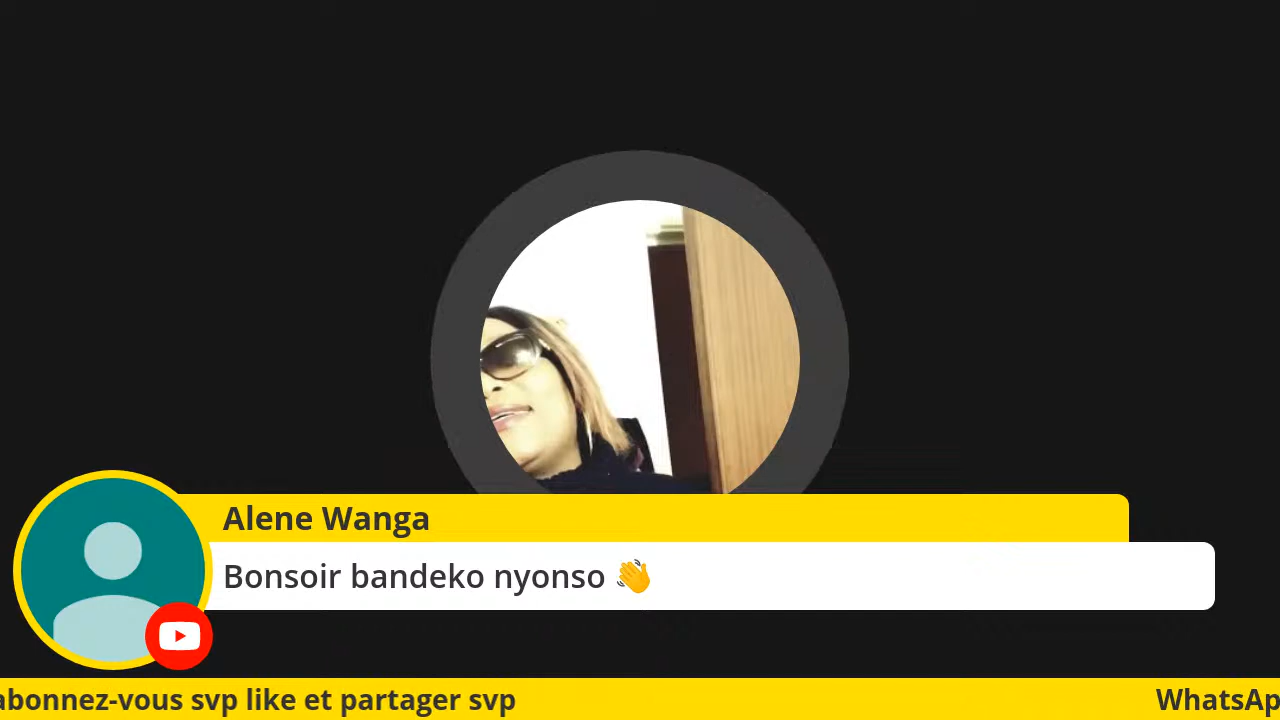 Alene Wanga
Bonsoir bandeko nyonso 👋
abonnez-vous svp like et partager svp WhatsAp